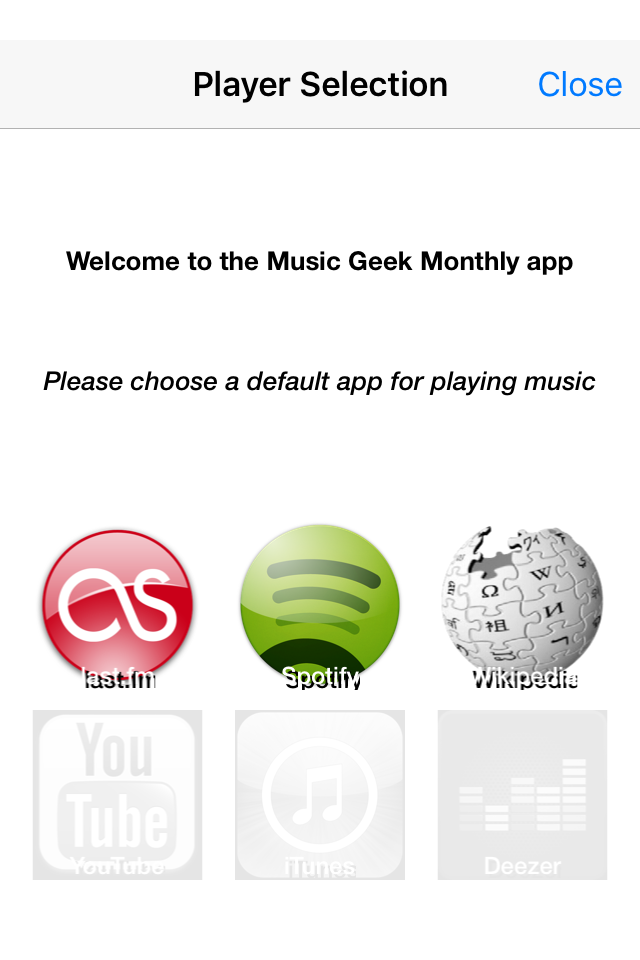 Player Selection
Close
Welcome to the Music Geek Monthly app
Please choose a default app for playing music
W
Ω
И
祖
last.fm
Spotify
Wikipedia
You
Tube
YouTube
iTunes
Deezer